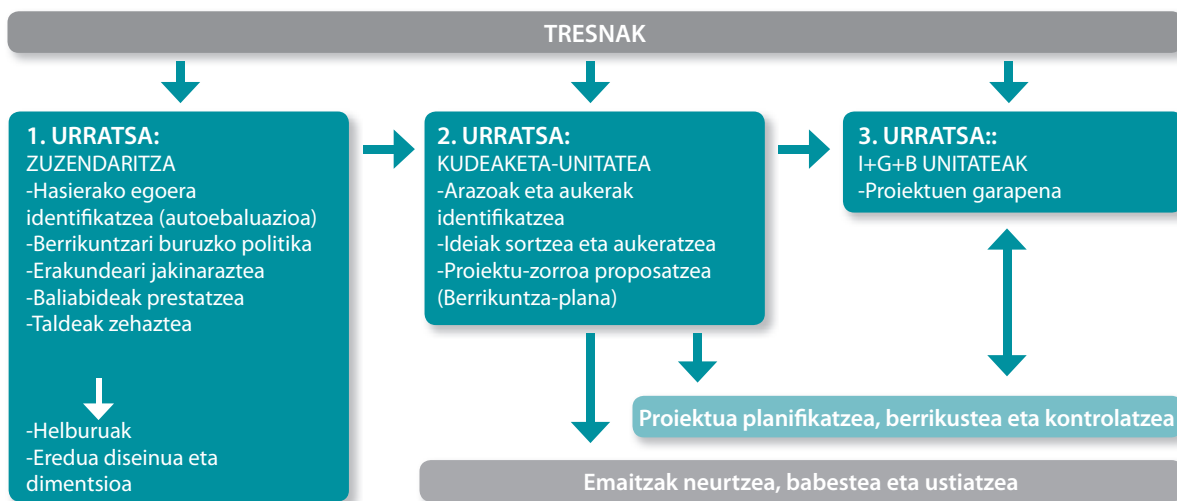 TRESNAK
1. URRATSA:
ZUZENDARITZA
-Hasierako egoera
identifikatzea (autoebaluazioa)
-Berrikuntzari buruzko politika
-Erakundeari jakinaraztea
-Baliabideak prestatzea
-Taldeak zehaztea
-Helburuak
-Eredua diseinua eta
dimentsioa
2. URRATSA:
KUDEAKETA-UNITATEA
-Arazoak eta aukerak
identifikatzea
-Ideiak sortzea eta aukeratzea
-Proiektu-zorroa proposatzea
(Berrikuntza-plana)
3. URRATSA::
I+G+B UNITATEAK
-Proiektuen garapena
Proiektua planifikatzea, berrikustea eta kontrolatzea
Emaitzak neurtzea, babestea eta ustiatzea